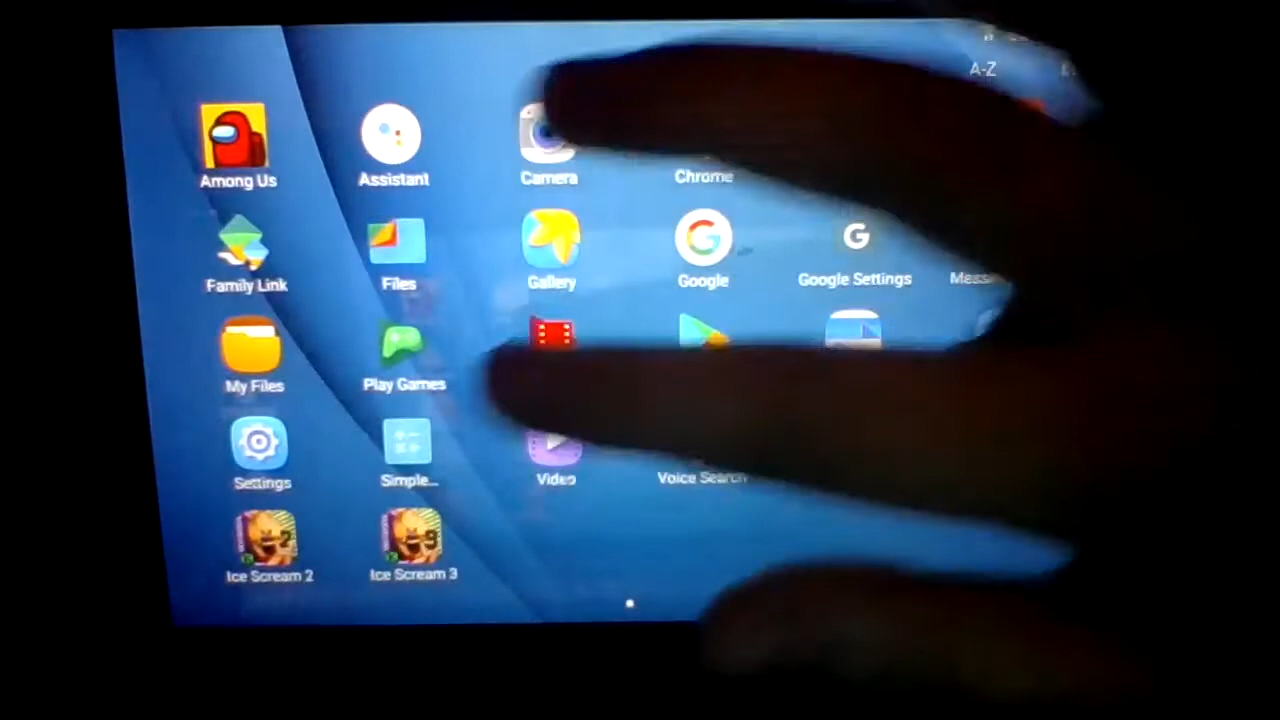 A-Z
Among Us
Assistant
Camera
Chrome
Family Link
Files
Gallery
Google
Google Settings
My Files
Play Games
Settings
Simple...
Video
Voice Search
Ice Scream 2
Ice Scream 3